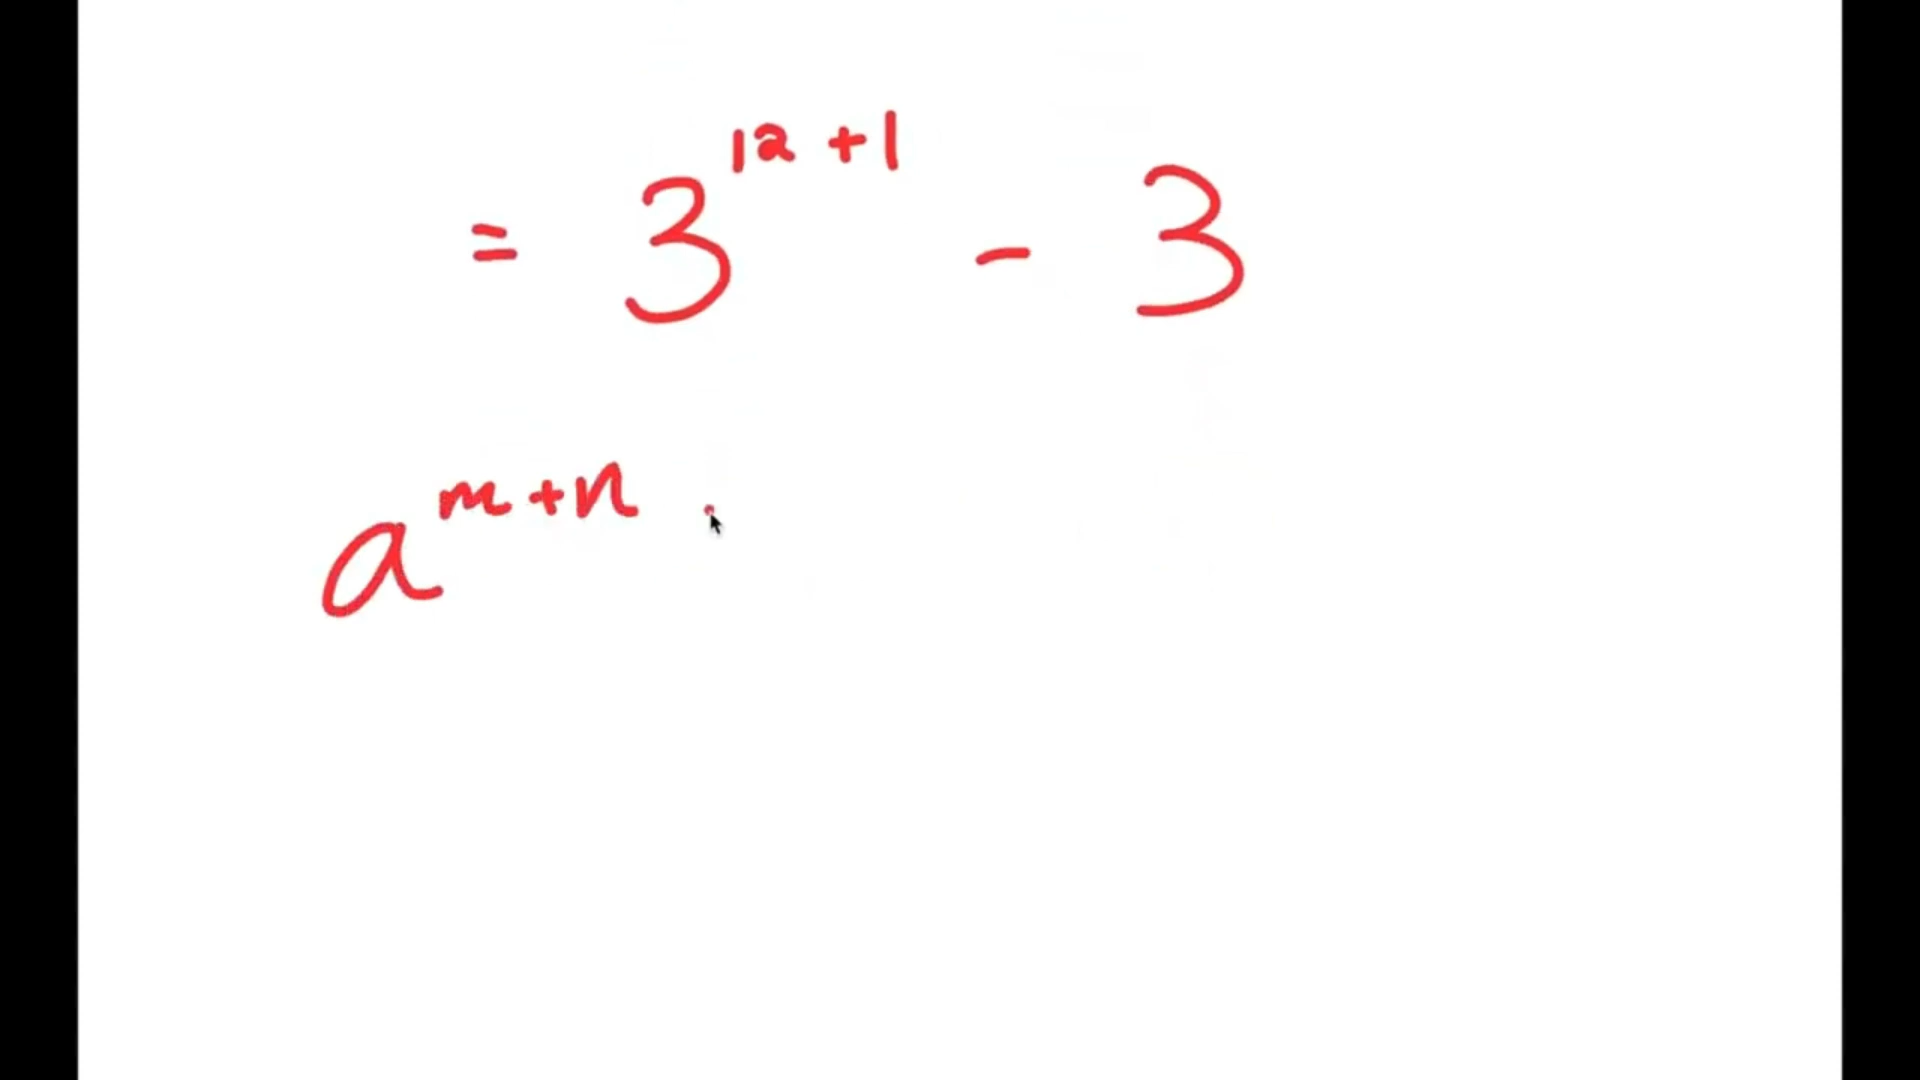 = 3^{12+1} - 3
a^{m+n}